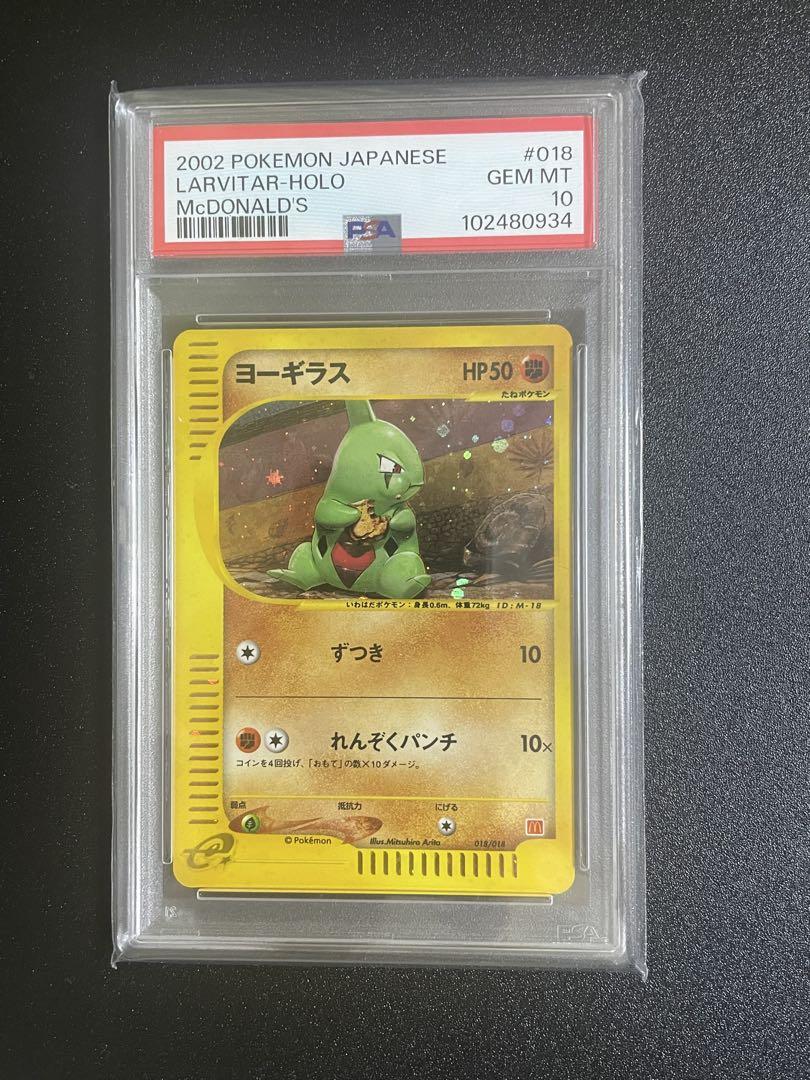 2002 POKEMON JAPANESE #018
LARVITAR-HOLO GEM MT
McDONALD'S 10
102480934
PSA
ヨーギラス HP50
たねポケモン
いわはだポケモン：身長0.6m、体重72kg ID:M-18
ずつき 10
れんぞくパンチ 10×
コインを4回投げ、「おもて」の数×10ダメージ。
弱点 抵抗力 にげる
©Pokémon Illus.Mitsuhiro Arita 018/018
e
PSA